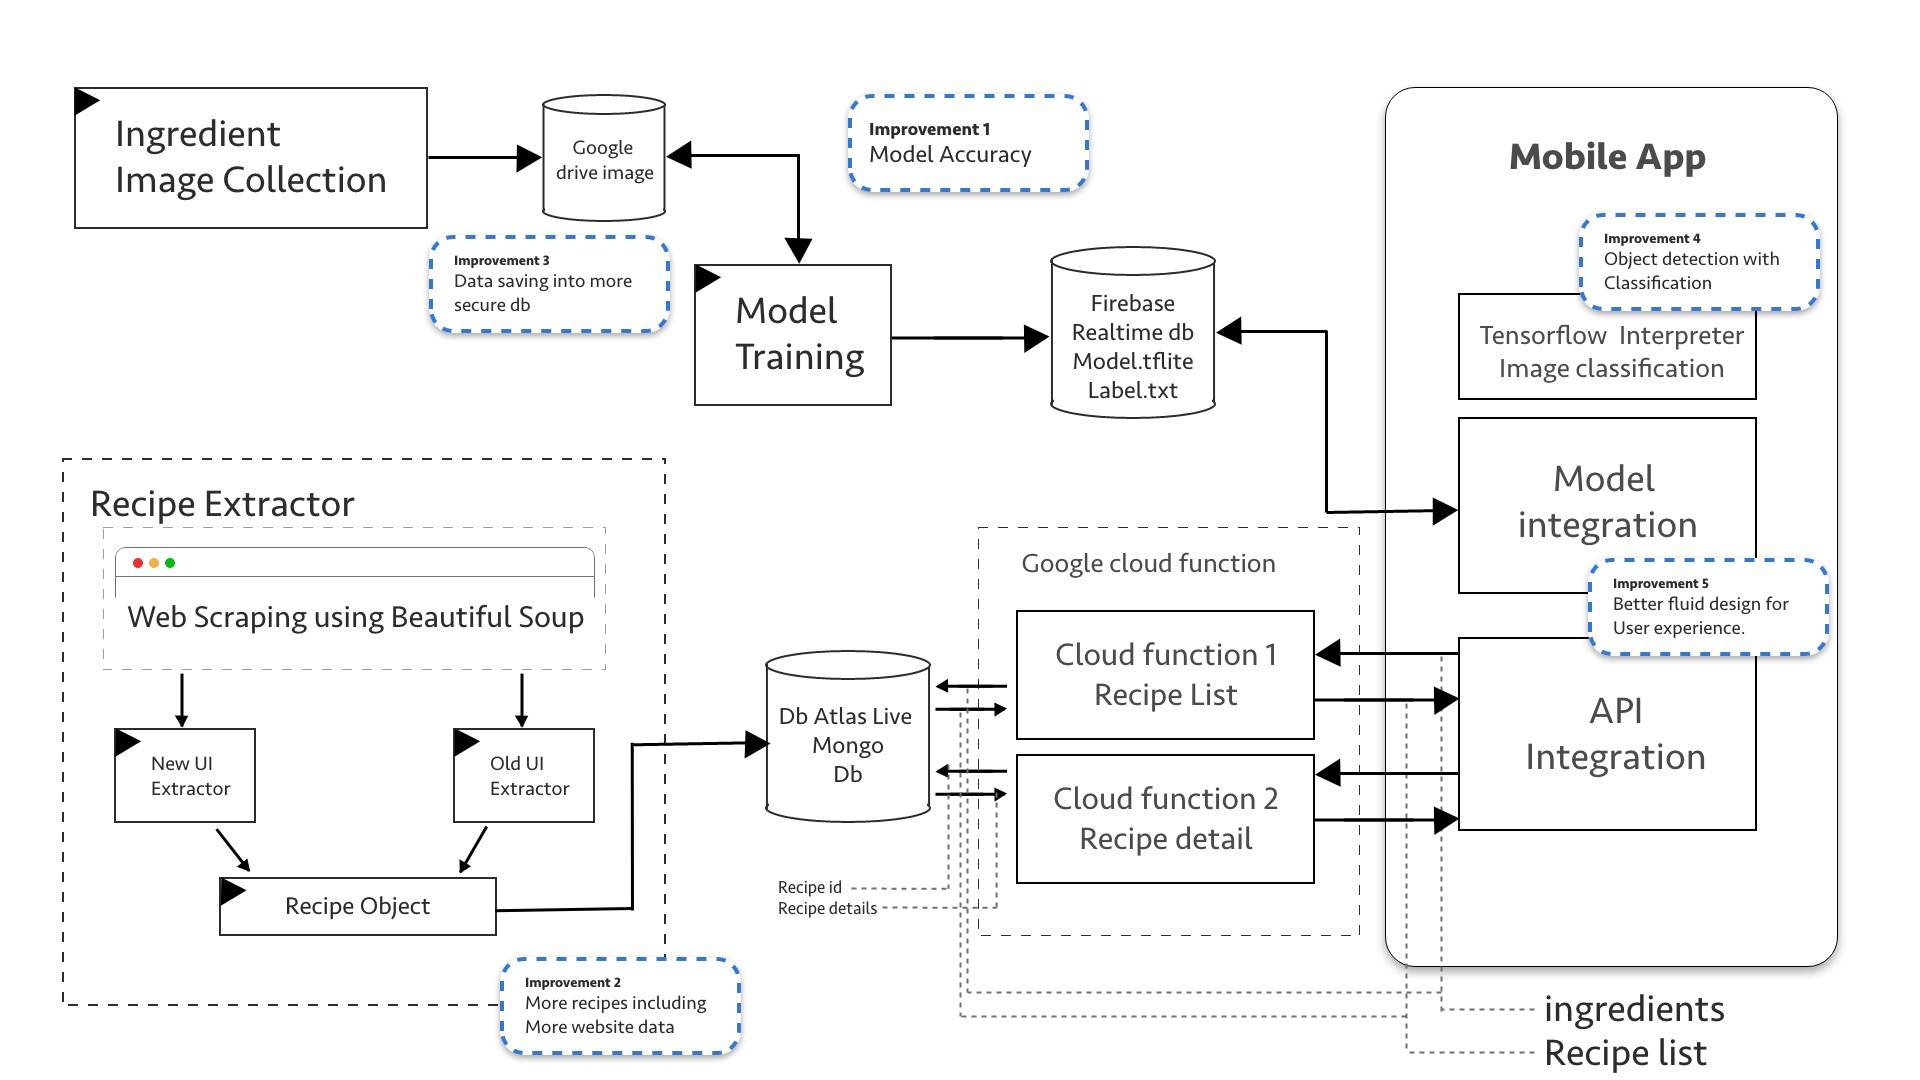 Ingredient
Image Collection
Google
drive image
Improvement 1
Model Accuracy
Improvement 3
Data saving into more
secure db
Model
Training
Firebase
Realtime db
Model.tflite
Label.txt
Mobile App
Improvement 4
Object detection with
Classification
Tensorflow Interpreter
Image classification
Model
integration
Improvement 5
Better fluid design for
User experience.
API
Integration
Recipe Extractor
Web Scraping using Beautiful Soup
New UI
Extractor
Old UI
Extractor
Recipe Object
Improvement 2
More recipes including
More website data
Db Atlas Live
Mongo
Db
Google cloud function
Cloud function 1
Recipe List
Cloud function 2
Recipe detail
Recipe id
Recipe details
ingredients
Recipe list